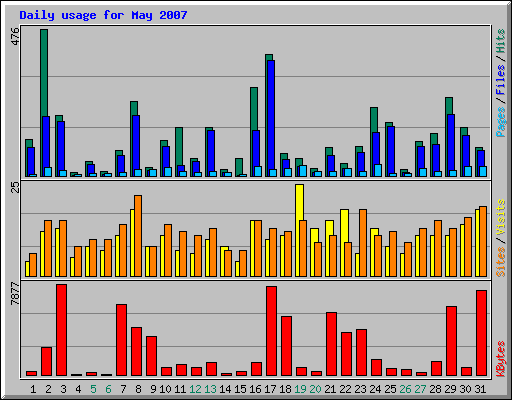 Daily usage for May 2007
476
Pages / Files / Hits
25
Sites / Visits
7877
KBytes
1 2 3 4 5 6 7 8 9 10 11 12 13 14 15 16 17 18 19 20 21 22 23 24 25 26 27 28 29 30 31